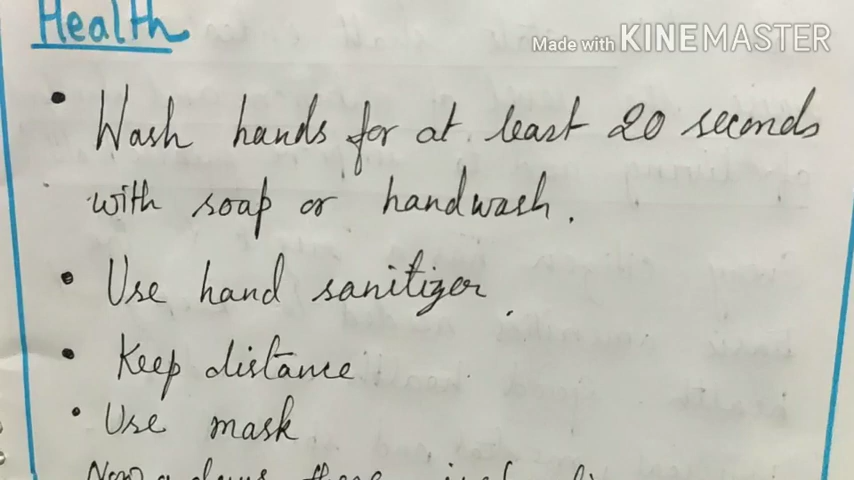 Health
Made with KINEMASTER
• Wash hands for at least 20 seconds
with soap or handwash.
• Use hand sanitizer.
• Keep distance
• Use mask